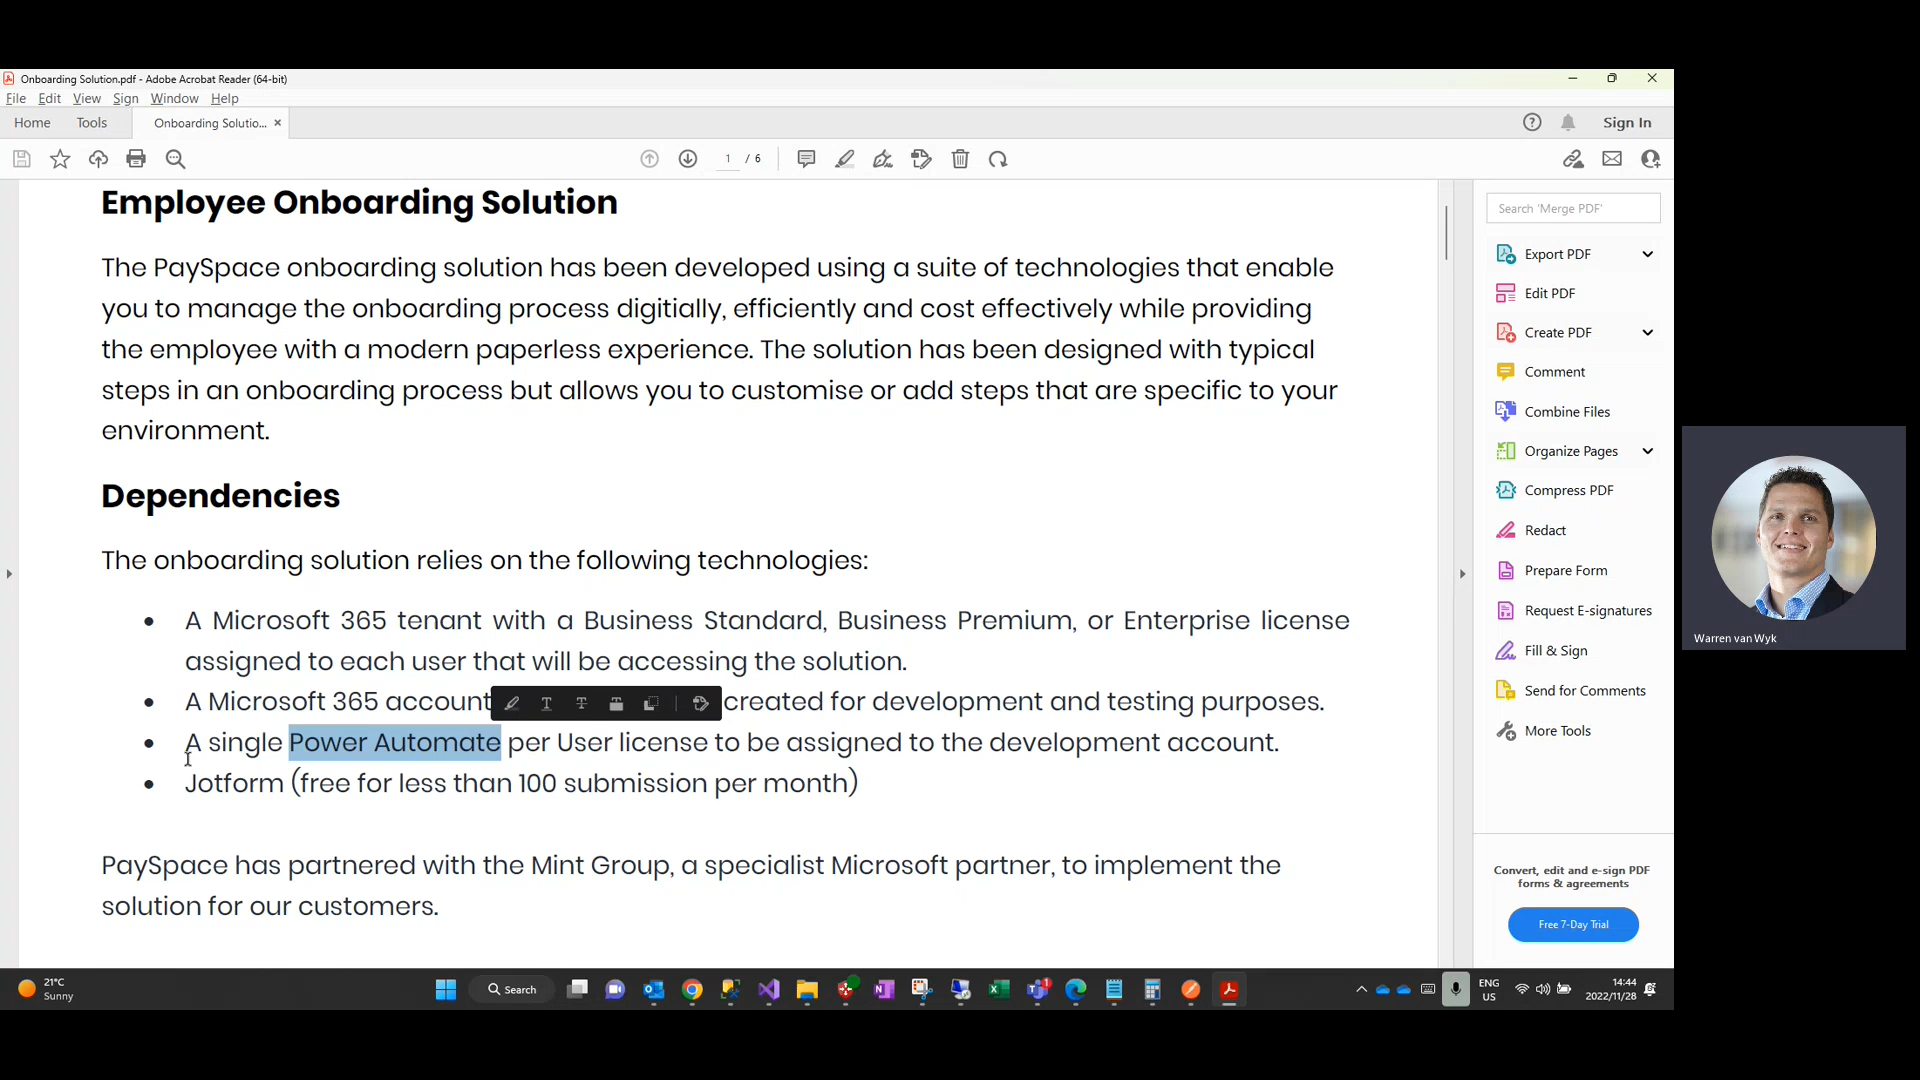 Onboarding Solution.pdf - Adobe Acrobat Reader (64-bit)
File Edit View Sign Window Help
Home Tools Onboarding Solutio... × Sign In
1 / 6
Employee Onboarding Solution
The PaySpace onboarding solution has been developed using a suite of technologies that enable
you to manage the onboarding process digitially, efficiently and cost effectively while providing
the employee with a modern paperless experience. The solution has been designed with typical
steps in an onboarding process but allows you to customise or add steps that are specific to your
environment.
Dependencies
The onboarding solution relies on the following technologies:
• A Microsoft 365 tenant with a Business Standard, Business Premium, or Enterprise license
assigned to each user that will be accessing the solution.
• A Microsoft 365 account created for development and testing purposes.
• A single Power Automate per User license to be assigned to the development account.
• Jotform (free for less than 100 submission per month)
PaySpace has partnered with the Mint Group, a specialist Microsoft partner, to implement the
solution for our customers.
Search 'Merge PDF'
Export PDF
Edit PDF
Create PDF
Comment
Combine Files
Organize Pages
Compress PDF
Redact
Prepare Form
Request E-signatures
Fill & Sign
Send for Comments
More Tools
Convert, edit and e-sign PDF
forms & agreements
Free 7-Day Trial
Warren van Wyk
21°C
Sunny
Search
ENG
US
14:44
2022/11/28